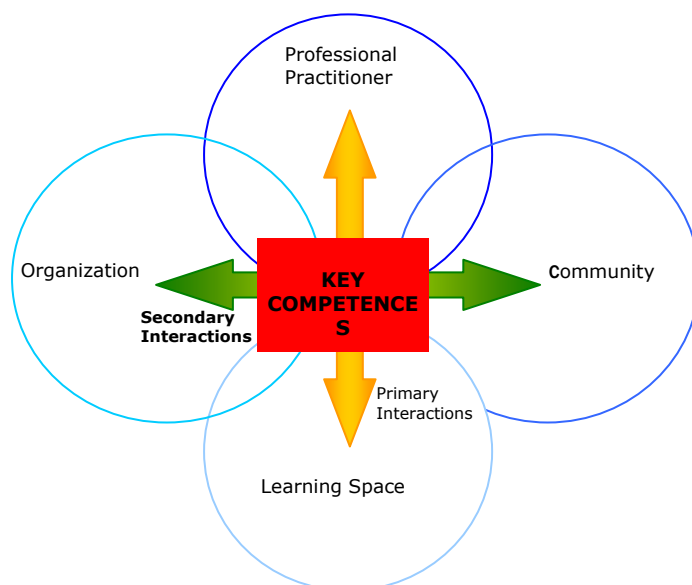 Professional
Practitioner
Organization
Community
KEY
COMPETENCE
S
Secondary
Interactions
Primary
Interactions
Learning Space